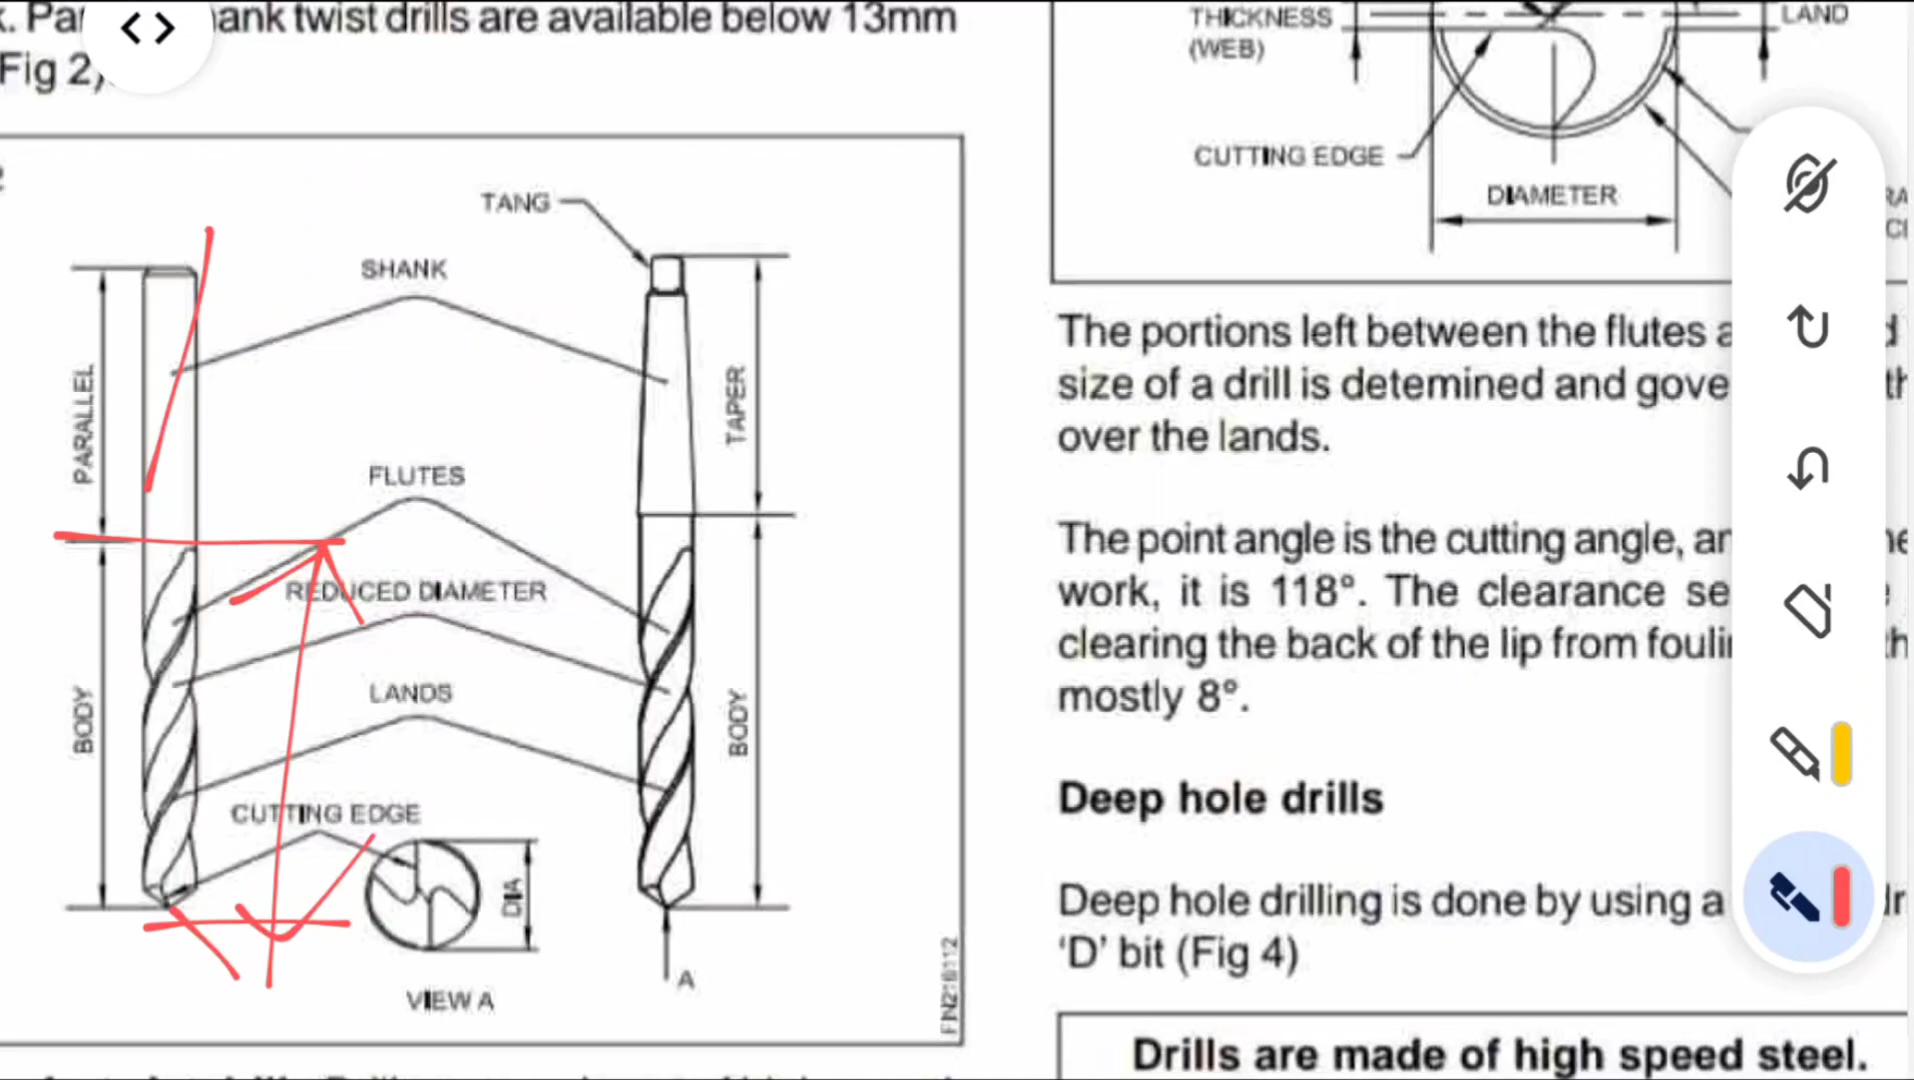 ank twist drills are available below 13mm
Fig 2)
TANG
SHANK
PARALLEL
TAPER
FLUTES
REDUCED DIAMETER
BODY
LANDS
BODY
CUTTING EDGE
DIA
A
VIEW A
THICKNESS
(WEB)
LAND
CUTTING EDGE
DIAMETER
The portions left between the flutes
size of a drill is detemined and gove
over the lands.
The point angle is the cutting angle,
work, it is 118°. The clearance se
clearing the back of the lip from fouli
mostly 8°.
Deep hole drills
Deep hole drilling is done by using a
‘D’ bit (Fig 4)
Drills are made of high speed steel.